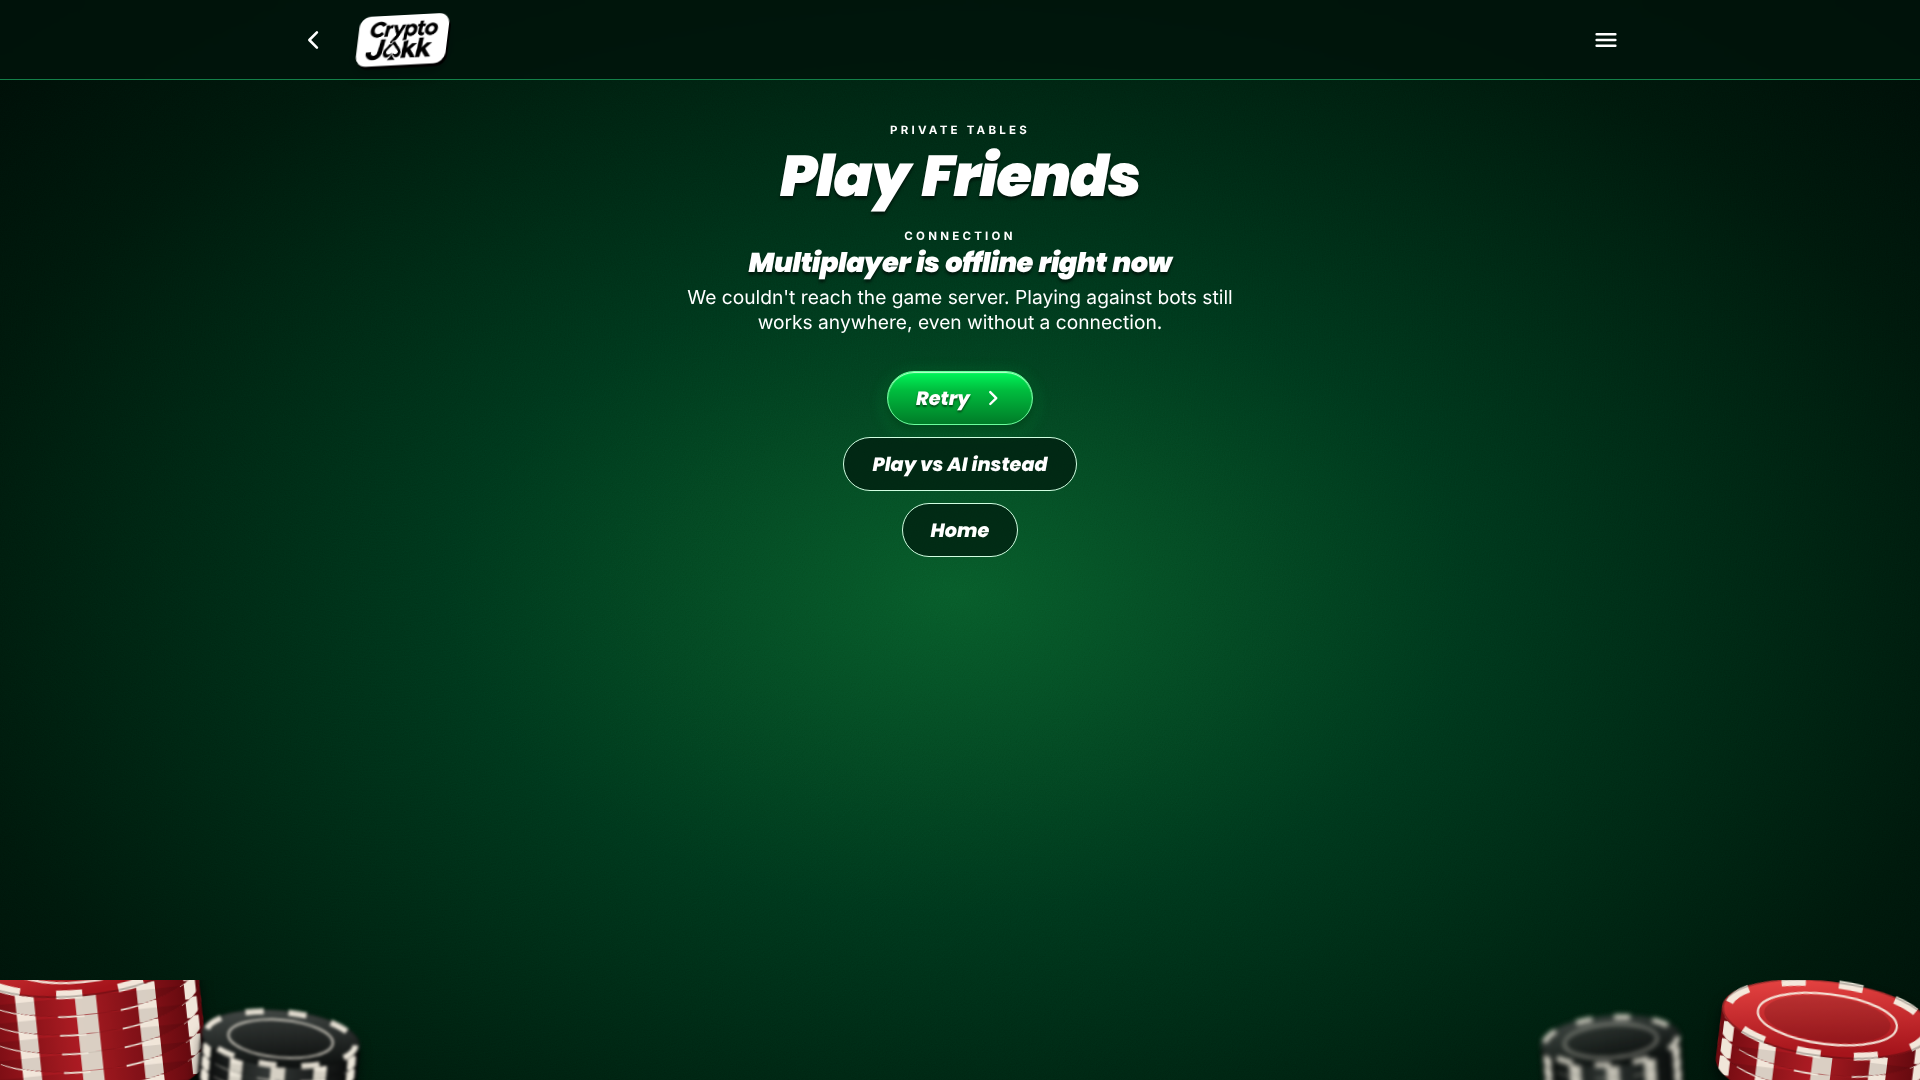 Crypto
Jokk
PRIVATE TABLES
Play Friends
CONNECTION
Multiplayer is offline right now
We couldn't reach the game server. Playing against bots still
works anywhere, even without a connection.
Retry
Play vs AI instead
Home